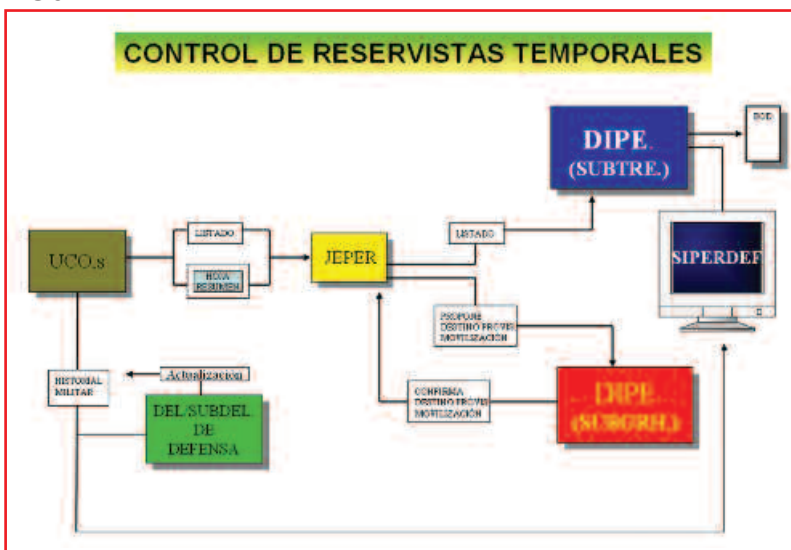 CONTROL DE RESERVISTAS TEMPORALES
DIPE.
(SUBTRE.)
BOD
UCO.s
LISTADO
HOJA
RESUMEN
JEPER
LISTADO
SIPERDEF
PROPONE
DESTINO PROVIS
MOVILIZACIÓN
HISTORIAL
MILITAR
Actualización
DEL/SUBDEL
DE
DEFENSA
CONFIRMA
DESTINO PROVIS
MOVILIZACIÓN
DIPE
(SUBGRH.)